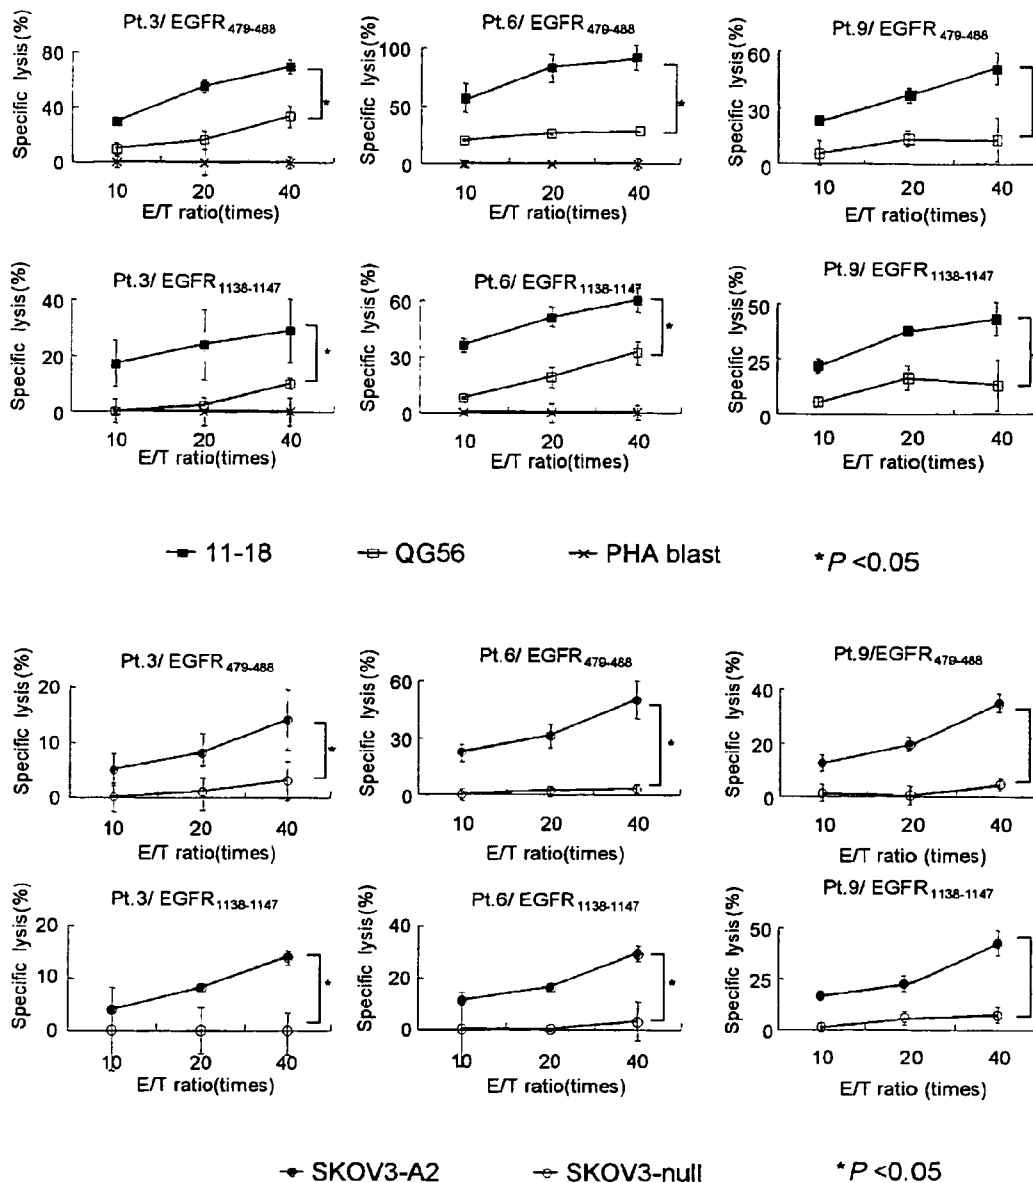 Pt.3/ EGFR479-488
Specific lysis(%)
80
40
0
10 20 40
E/T ratio(times)
*
Pt.6/ EGFR479-488
Specific lysis(%)
100
50
0
10 20 40
E/T ratio(times)
*
Pt.9/ EGFR479-488
Specific lysis(%)
60
30
0
10 20 40
E/T ratio(times)
Pt.3/ EGFR1138-1147
Specific lysis(%)
40
20
0
10 20 40
E/T ratio(times)
*
Pt.6/ EGFR1138-1147
Specific lysis(%)
60
30
0
10 20 40
E/T ratio(times)
*
Pt.9/ EGFR1138-1147
Specific lysis(%)
50
25
0
10 20 40
E/T ratio(times)
11-18 QG56 PHA blast *P <0.05
Pt.3/ EGFR479-488
Specific lysis(%)
20
10
0
10 20 40
E/T ratio(times)
*
Pt.6/ EGFR479-488
Specific lysis(%)
60
30
0
10 20 40
E/T ratio(times)
*
Pt.9/EGFR479-488
Specific lysis(%)
40
20
0
10 20 40
E/T ratio (times)
Pt.3/ EGFR1138-1147
Specific lysis(%)
20
10
0
10 20 40
E/T ratio(times)
*
Pt.6/ EGFR1138-1147
Specific lysis(%)
40
20
0
10 20 40
E/T ratio(times)
*
Pt.9/ EGFR1138-1147
Specific lysis(%)
50
25
0
10 20 40
E/T ratio (times)
SKOV3-A2 SKOV3-null *P <0.05